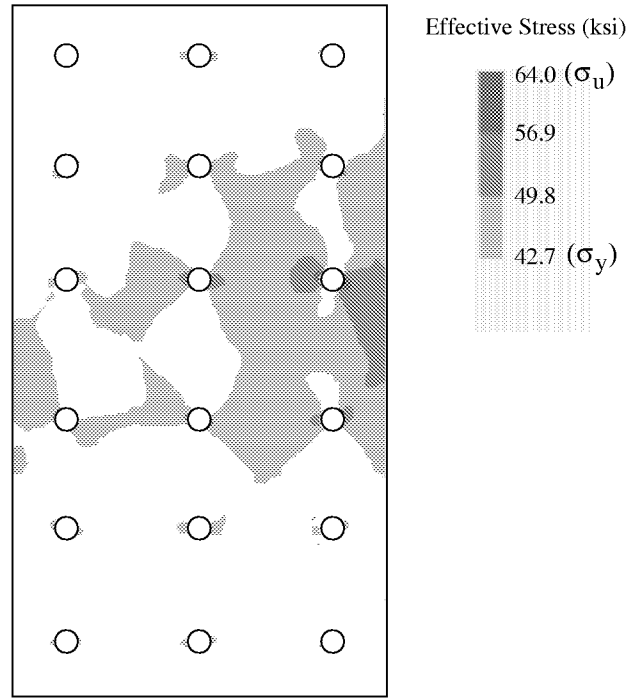 Effective Stress (ksi)
64.0 (σu)
56.9
49.8
42.7 (σy)